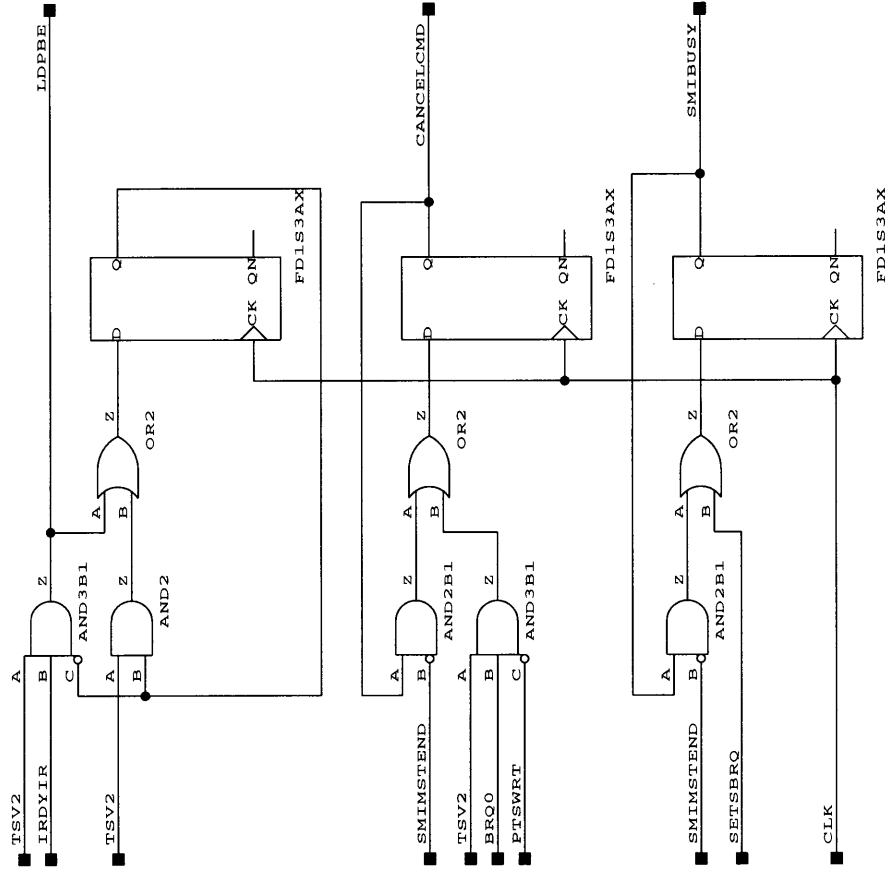 TSV2
A
LDPBE
IRDYIR
B
Z
C
AND3B1
TSV2
A
Z
A
Z
D
Q
B
B
AND2
OR2
CK
QN
FD1S3AX
CANCELCMD
A
Z
SMIMSTEND
B
A
Z
D
Q
AND2B1
B
TSV2
A
OR2
BRQ0
B
Z
PTSWRT
C
AND3B1
CK
QN
FD1S3AX
SMIBUSY
A
Z
SMIMSTEND
B
A
Z
D
Q
AND2B1
B
SETSBRQ
OR2
CLK
CK
QN
FD1S3AX